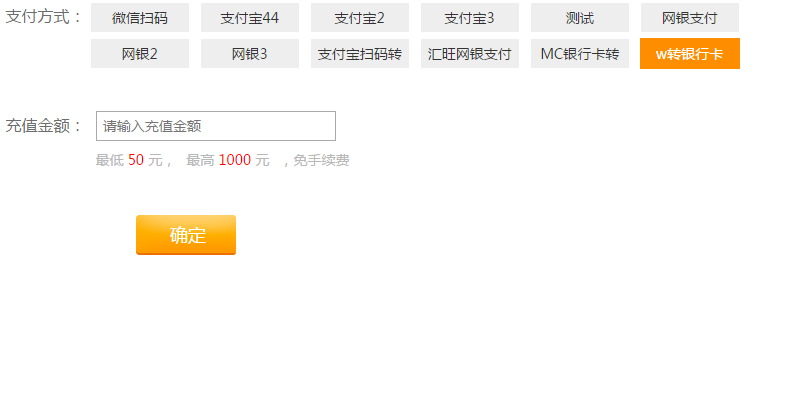 支付方式： 微信扫码 支付宝44 支付宝2 支付宝3 测试 网银支付
网银2 网银3 支付宝扫码转 汇旺网银支付 MC银行卡转 w转银行卡
充值金额： 请输入充值金额
最低 50 元， 最高 1000 元 ，免手续费
确定